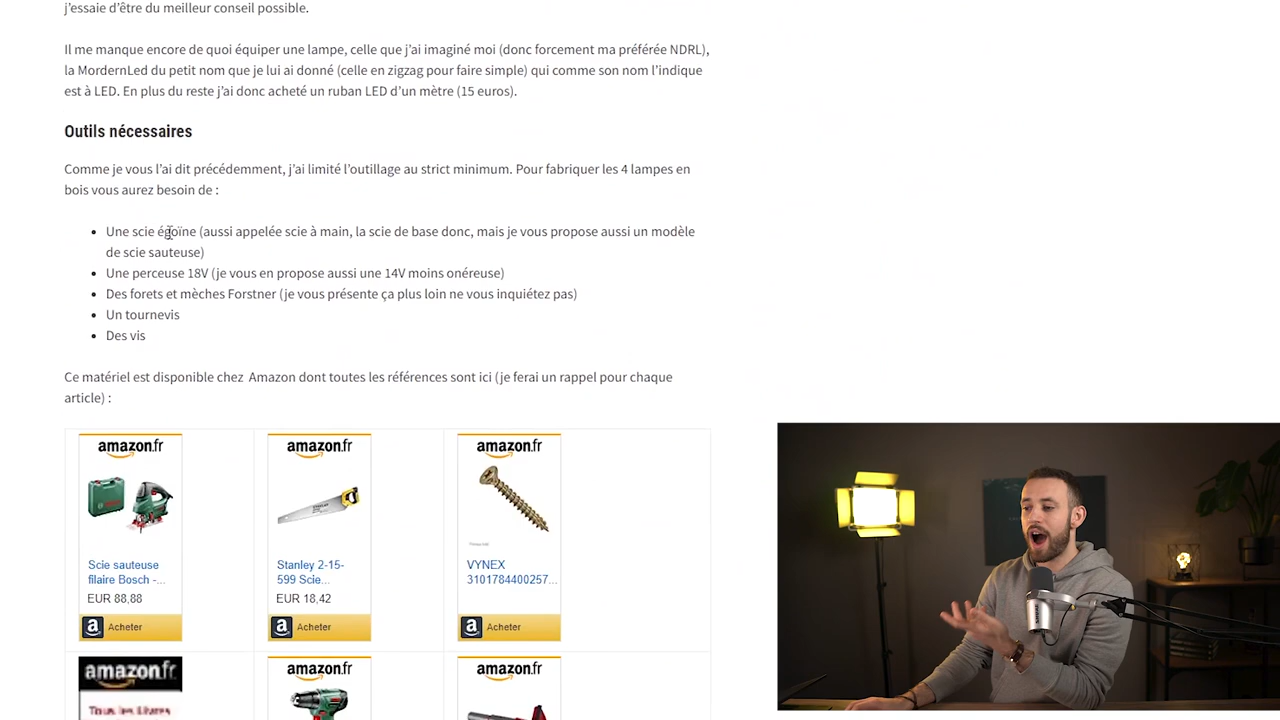 j’essaie d’être du meilleur conseil possible.
Il me manque encore de quoi équiper une lampe, celle que j’ai imaginé moi (donc forcement ma préférée NDRL),
la MordernLed du petit nom que je lui ai donné (celle en zigzag pour faire simple) qui comme son nom l’indique
est à LED. En plus du reste j’ai donc acheté un ruban LED d’un mètre (15 euros).
Outils nécessaires
Comme je vous l’ai dit précédemment, j’ai limité l’outillage au strict minimum. Pour fabriquer les 4 lampes en
bois vous aurez besoin de :
• Une scie égoïne (aussi appelée scie à main, la scie de base donc, mais je vous propose aussi un modèle
de scie sauteuse)
• Une perceuse 18V (je vous en propose aussi une 14V moins onéreuse)
• Des forets et mèches Forstner (je vous présente ça plus loin ne vous inquiétez pas)
• Un tournevis
• Des vis
Ce matériel est disponible chez Amazon dont toutes les références sont ici (je ferai un rappel pour chaque
article) :
amazon.fr
Scie sauteuse
filaire Bosch -...
EUR 88,88
a Acheter
amazon.fr
Stanley 2-15-
599 Scie...
EUR 18,42
a Acheter
amazon.fr
VYNEX
3101784400257...
a Acheter
amazon.fr
Tous les Livres
amazon.fr
amazon.fr